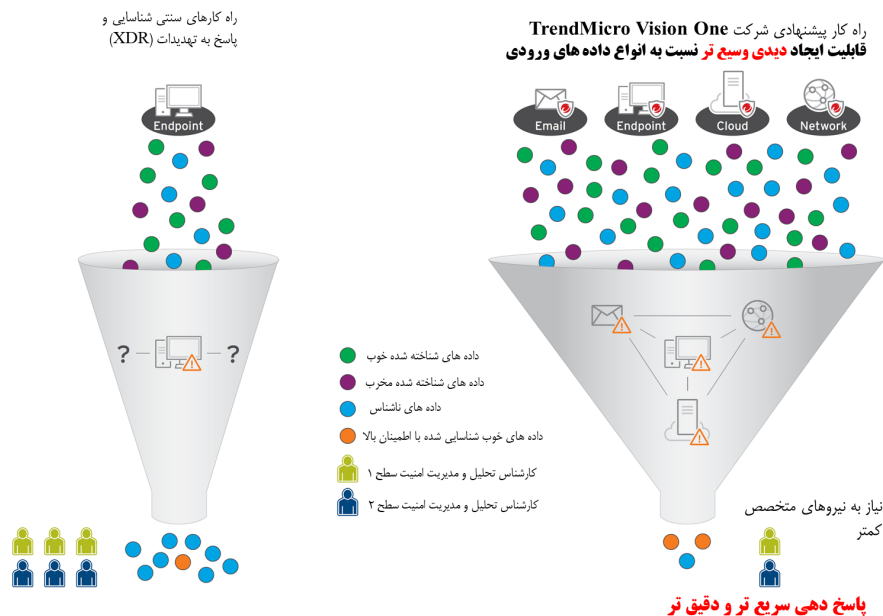 راه کارهای سنتی شناسایی و
پاسخ به تهدیدات (XDR)
راه کار پیشنهادی شرکت TrendMicro Vision One
قابلیت ایجاد دیدی وسیع تر نسبت به انواع داده های ورودی
Endpoint
Email
Endpoint
Cloud
Network
? ?
داده های شناخته شده خوب
داده های شناخته شده مخرب
داده های ناشناس
داده های خوب شناسایی شده با اطمینان بالا
کارشناس تحلیل و مدیریت امنیت سطح ۱
کارشناس تحلیل و مدیریت امنیت سطح ۲
نیاز به نیروهای متخصص
کمتر
پاسخ دهی سریع تر و دقیق تر